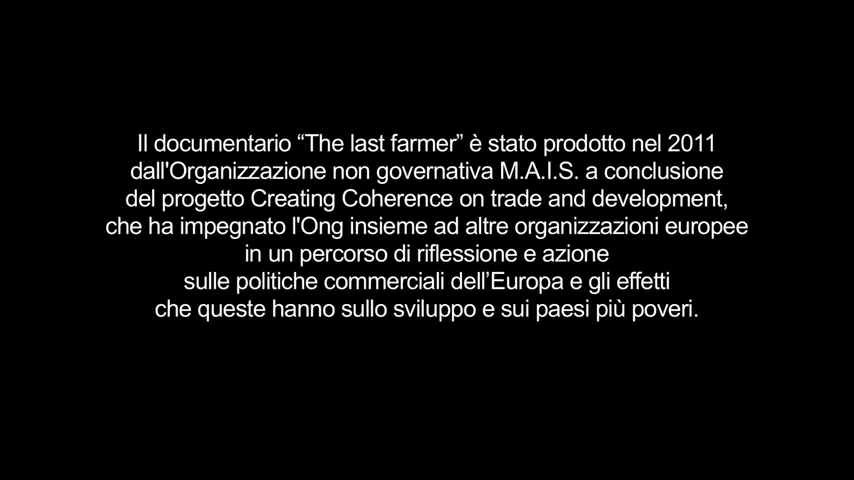 Il documentario “The last farmer” è stato prodotto nel 2011
dall'Organizzazione non governativa M.A.I.S. a conclusione
del progetto Creating Coherence on trade and development,
che ha impegnato l'Ong insieme ad altre organizzazioni europee
in un percorso di riflessione e azione
sulle politiche commerciali dell’Europa e gli effetti
che queste hanno sullo sviluppo e sui paesi più poveri.